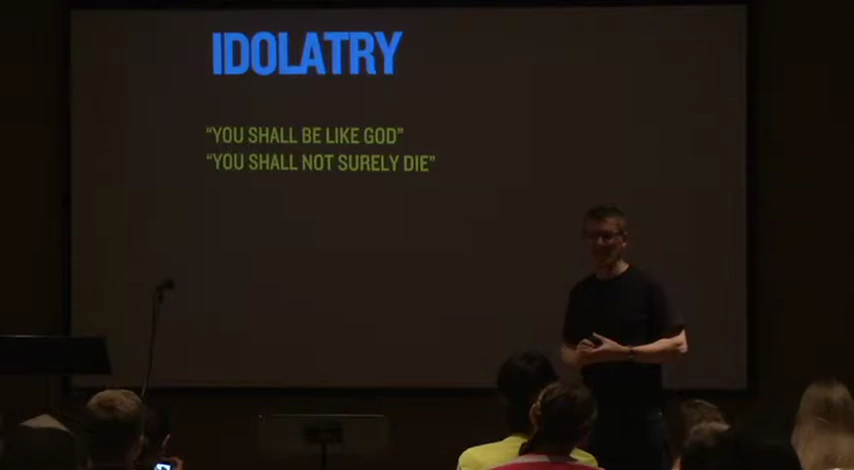 IDOLATRY
“YOU SHALL BE LIKE GOD”
“YOU SHALL NOT SURELY DIE”